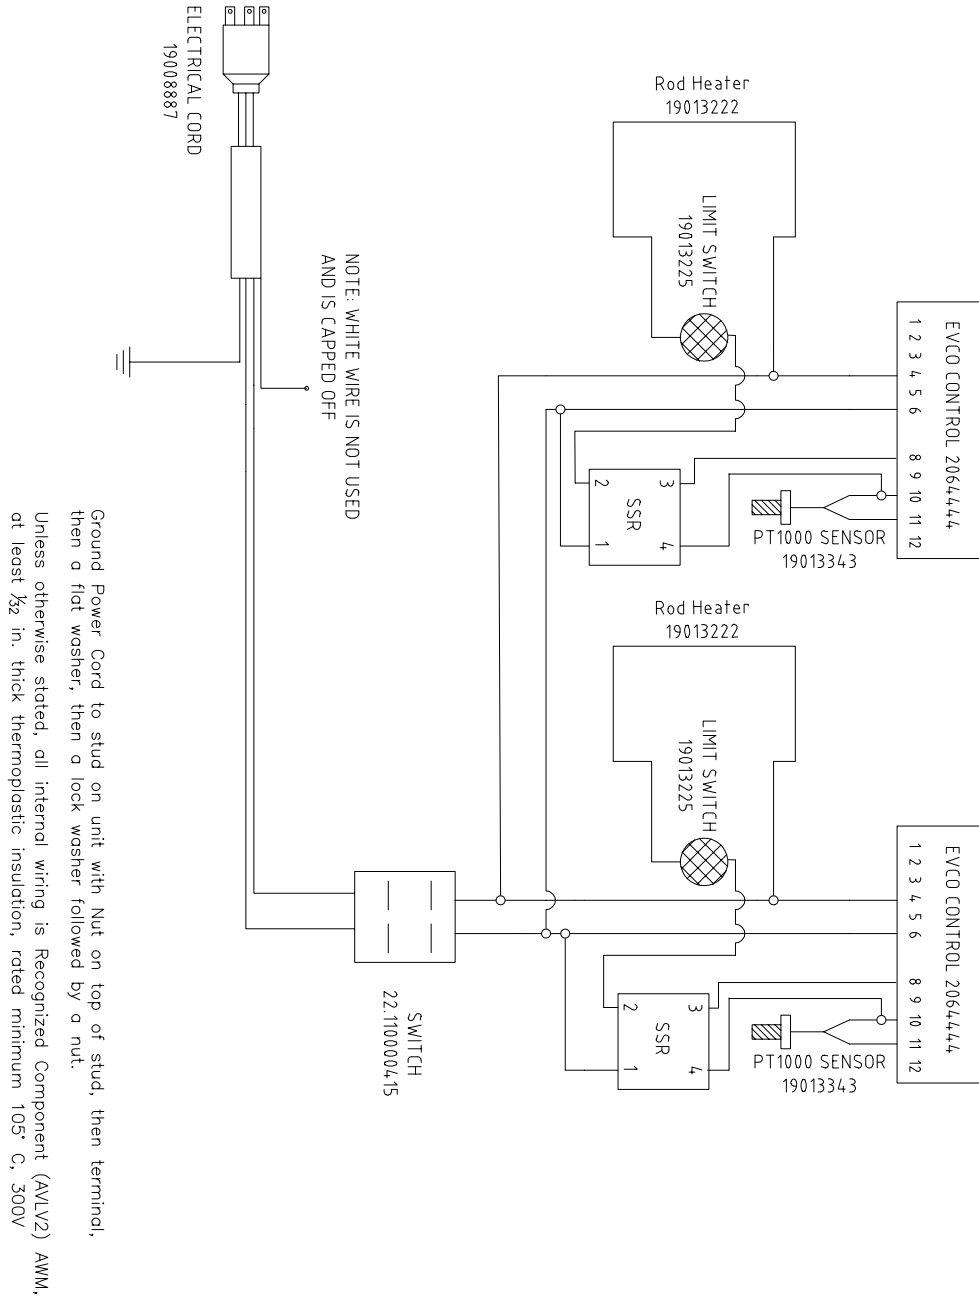 Rod Heater
19013222
LIMIT SWITCH
19013225
EVCO CONTROL 2064444
1 2 3 4 5 6 8 9 10 11 12
SSR
2
3
1
4
PT1000 SENSOR
19013343
Rod Heater
19013222
LIMIT SWITCH
19013225
EVCO CONTROL 2064444
1 2 3 4 5 6 8 9 10 11 12
SSR
2
3
1
4
PT1000 SENSOR
19013343
ELECTRICAL CORD
19008887
NOTE: WHITE WIRE IS NOT USED
AND IS CAPPED OFF
SWITCH
22.110000415
Ground Power Cord to stud on unit with Nut on top of stud, then terminal,
then a flat washer, then a lock washer followed by a nut.
Unless otherwise stated, all internal wiring is Recognized Component (AVLV2) AWM,
at least 1/32 in. thick thermoplastic insulation, rated minimum 105° C, 300V